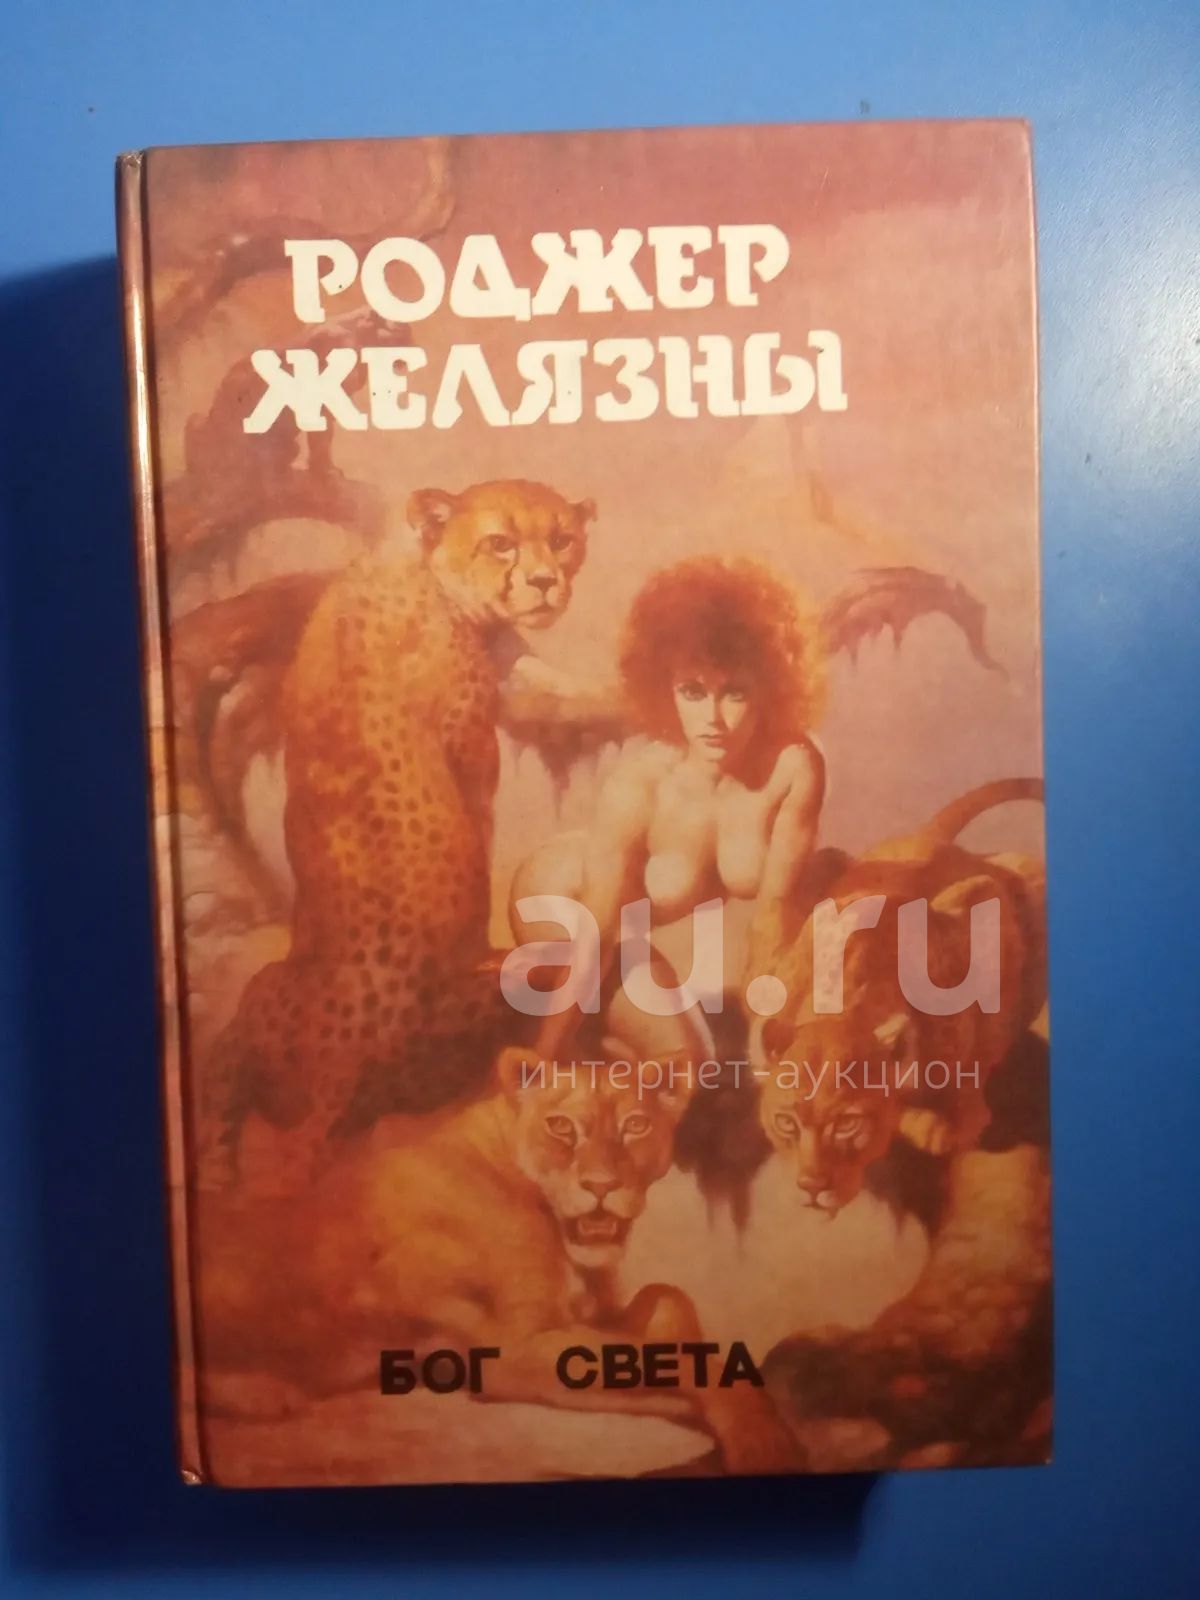 РОДЖЕР
ЖЕЛЯЗНЫ
au.ru
интернет-аукцион
БОГ СВЕТА